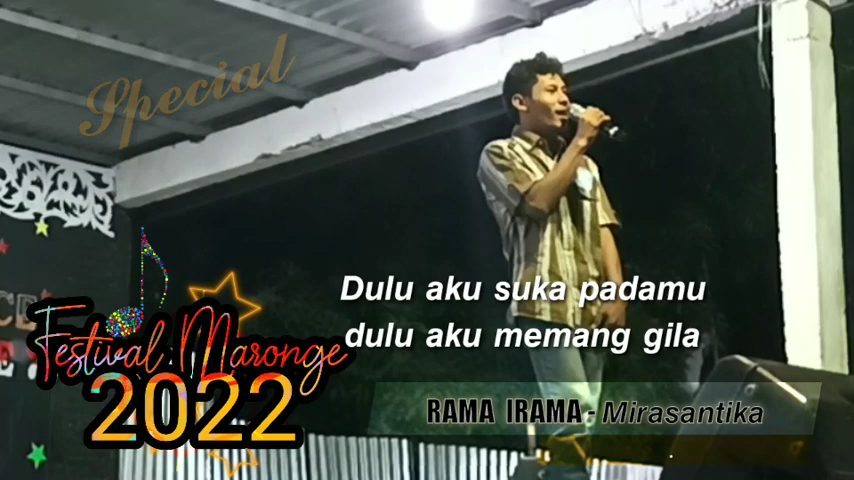 Special
Dulu aku suka padamu
dulu aku memang gila
Festival Maronge
2022
RAMA IRAMA - Mirasantika